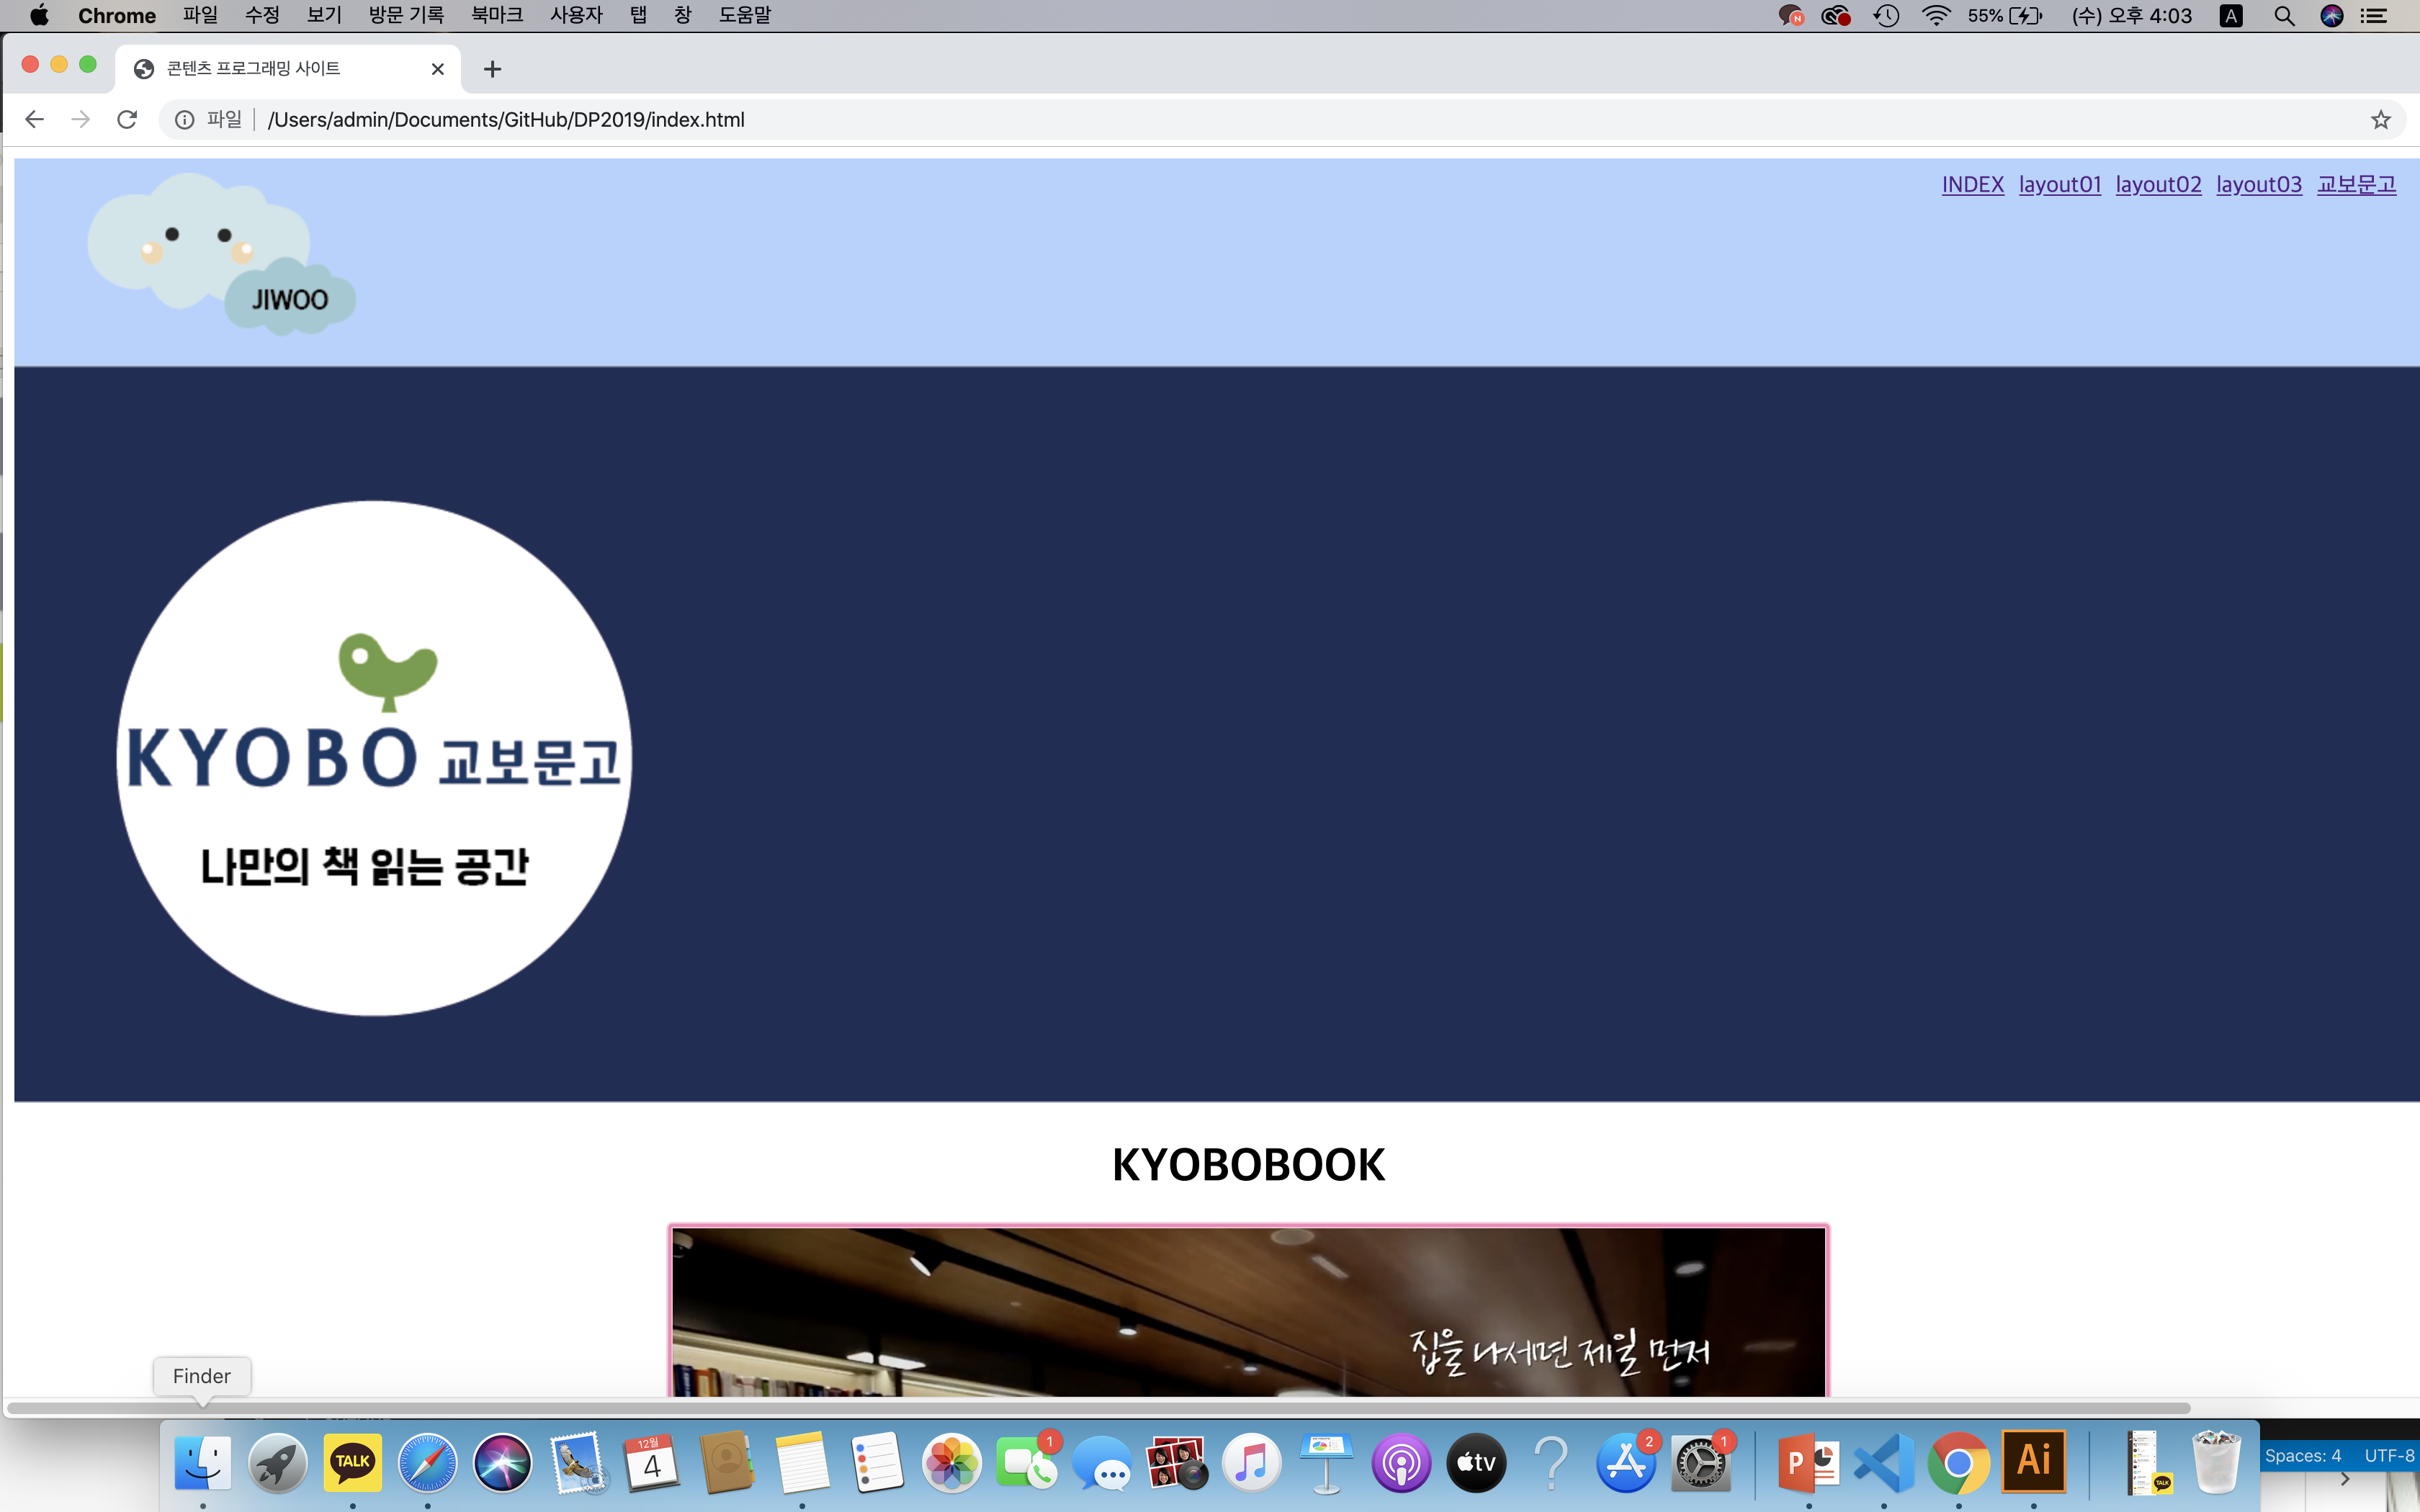 Chrome 파일 수정 보기 방문 기록 북마크 사용자 탭 창 도움말 N 55% (수) 오후 4:03 A
콘텐츠 프로그래밍 사이트
파일 /Users/admin/Documents/GitHub/DP2019/index.html
INDEX layout01 layout02 layout03 교보문고
JIWOO
KYOBO 교보문고
나만의 책 읽는 공간
KYOBOBOOK
집을 나서면 제일 먼저
Finder
TALK
12월
4
1
tv
2
1
P
Ai
TALK
Spaces: 4 UTF-8